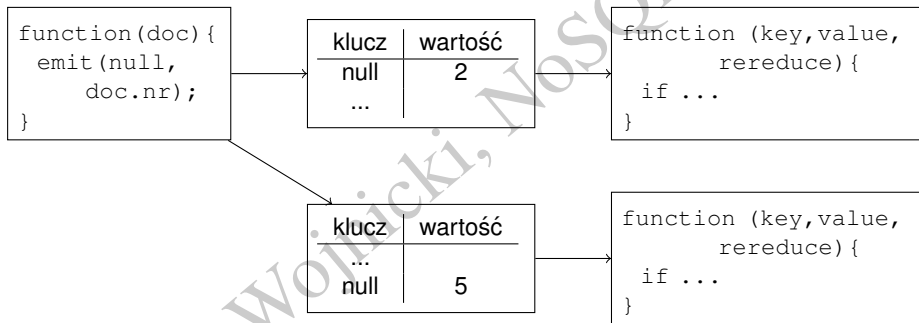 function(doc){
emit(null,
doc.nr);
}
klucz wartość
null 2
...
function (key,value,
rereduce){
if ...
}
klucz wartość
...
null 5
function (key,value,
rereduce){
if ...
}
Wojnicki, NoSQL